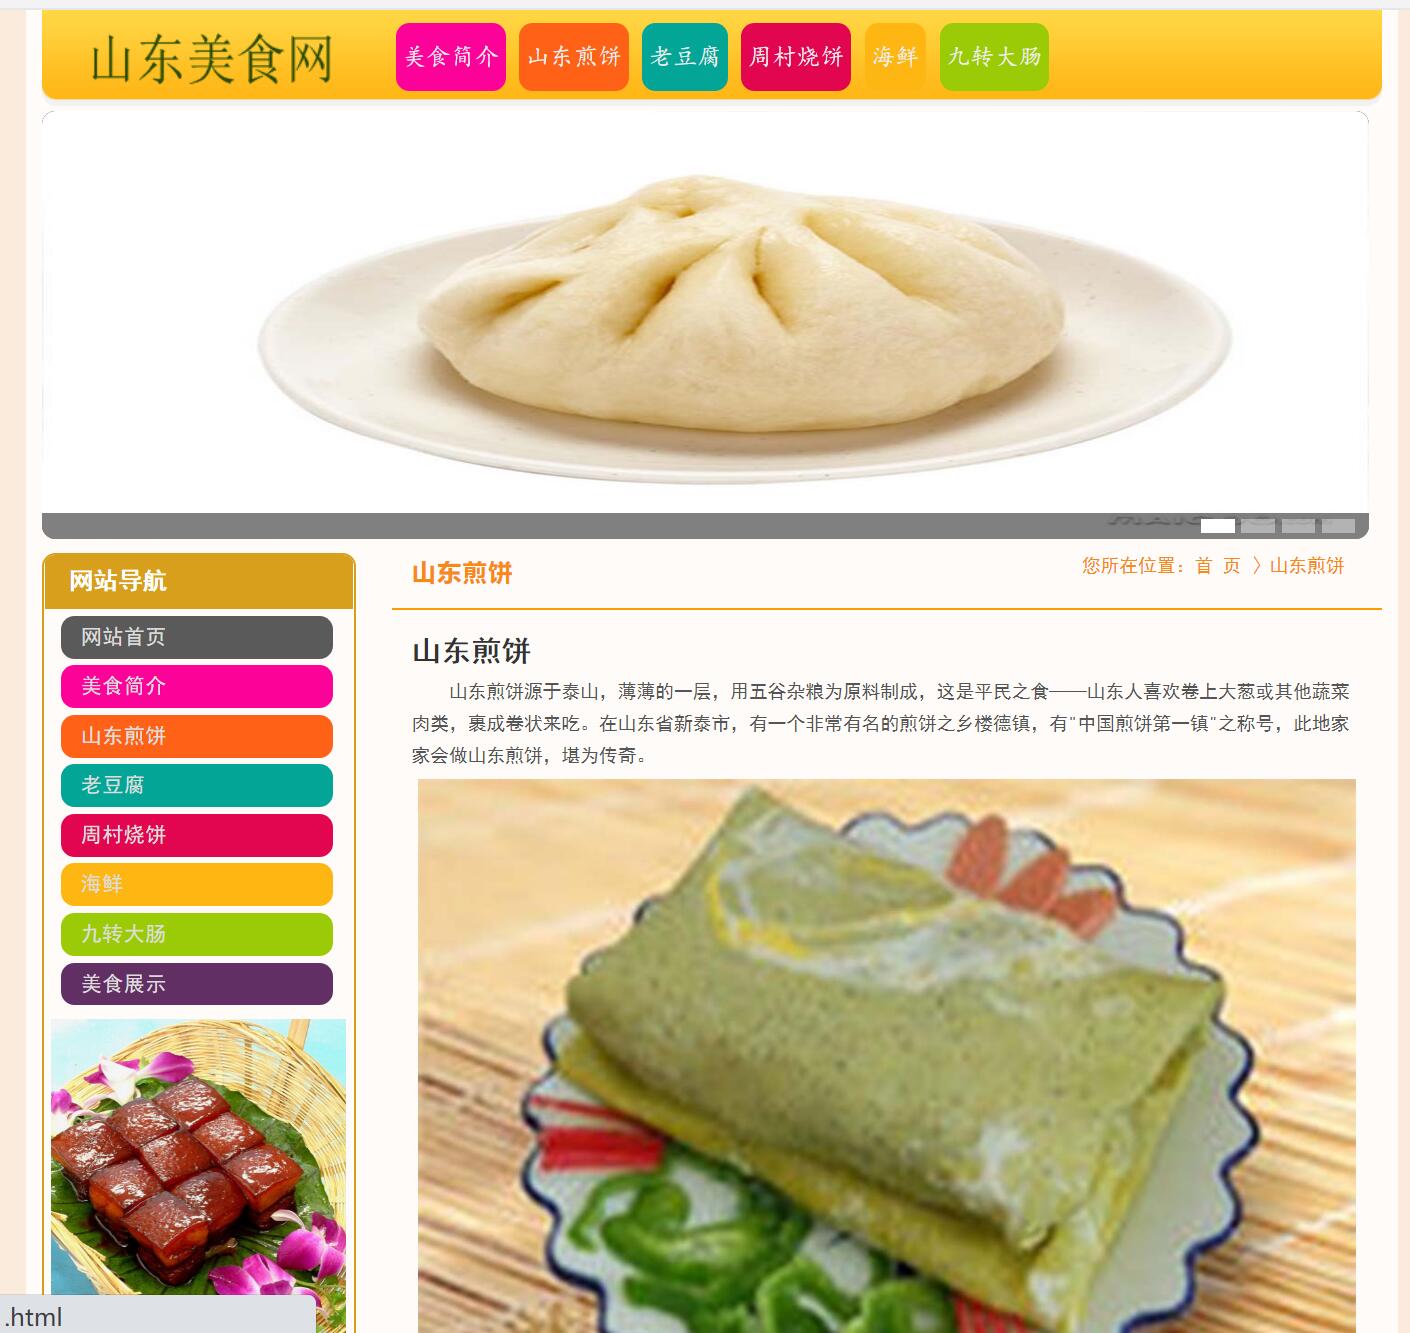 山东美食网
美食简介 山东煎饼 老豆腐 周村烧饼 海鲜 九转大肠
网站导航
网站首页
美食简介
山东煎饼
老豆腐
周村烧饼
海鲜
九转大肠
美食展示
山东煎饼
您所在位置：首 页 〉山东煎饼
山东煎饼
山东煎饼源于泰山，薄薄的一层，用五谷杂粮为原料制成，这是平民之食——山东人喜欢卷上大葱或其他蔬菜
肉类，裹成卷状来吃。在山东省新泰市，有一个非常有名的煎饼之乡楼德镇，有"中国煎饼第一镇"之称号，此地家
家会做山东煎饼，堪为传奇。
.html